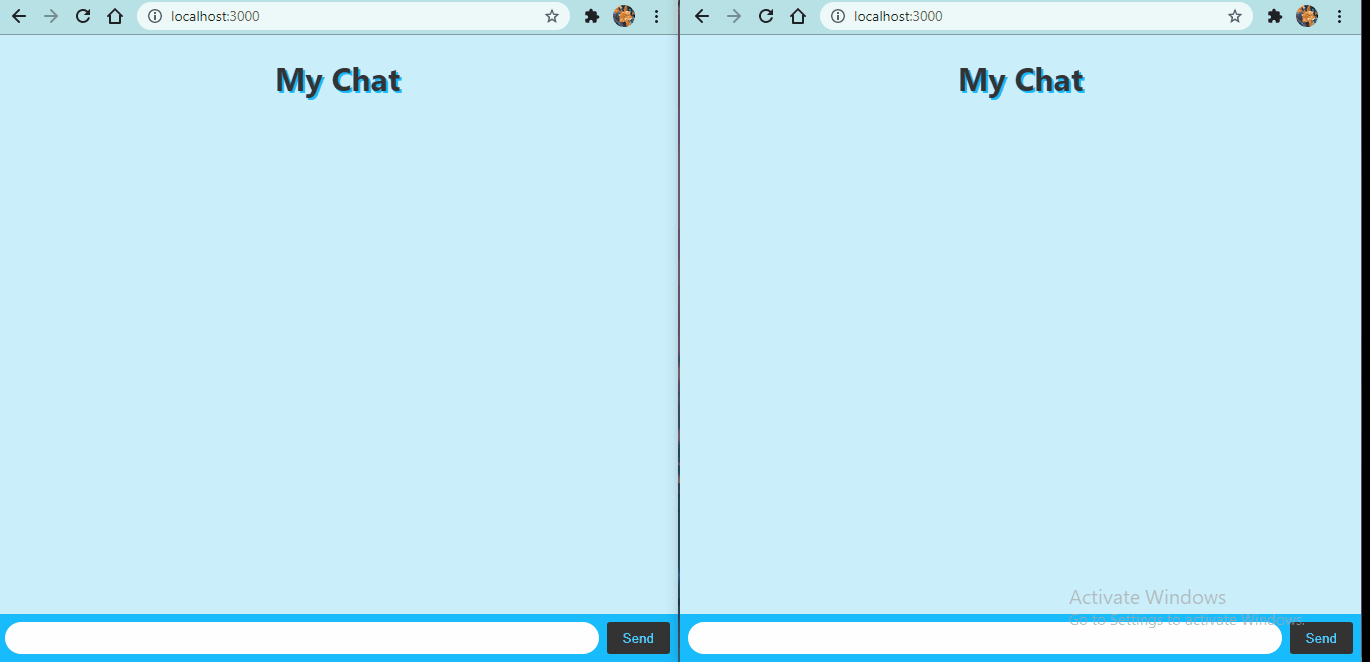 localhost:3000
My Chat
Send
localhost:3000
My Chat
Activate Windows
Go to Settings to activate Windows.
Send